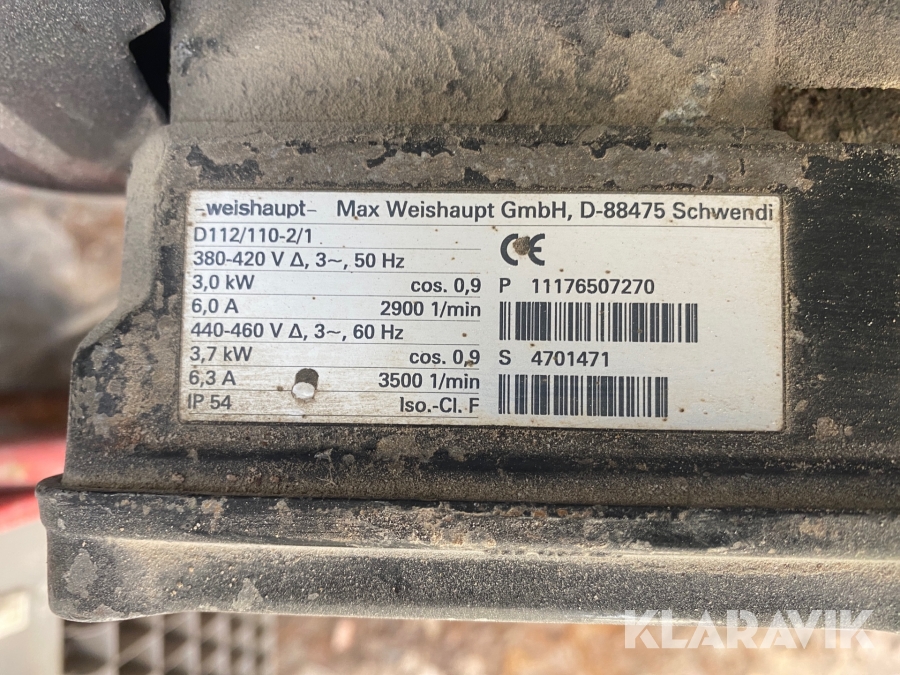 -weishaupt- Max Weishaupt GmbH, D-88475 Schwendi
D112/110-2/1
380-420 V Δ, 3~, 50 Hz
3,0 kW cos. 0,9
6,0 A 2900 1/min
440-460 V Δ, 3~, 60 Hz
3,7 kW cos. 0,9
6,3 A 3500 1/min
IP 54 Iso.-Cl. F
CE
P 11176507270
S 4701471
KLARAVIK